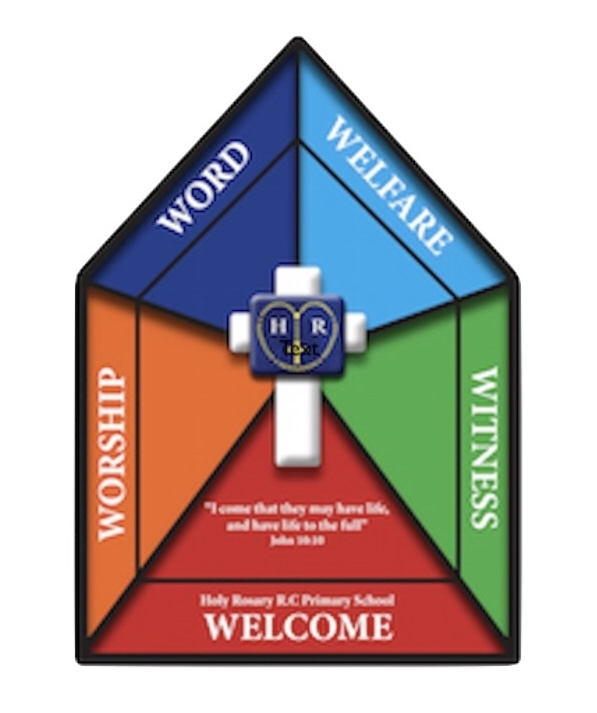 WORD
WELFARE
H R
Text
WORSHIP
WITNESS
"I come that they may have life,
and have life to the full"
John 10:10
Holy Rosary R.C Primary School
WELCOME